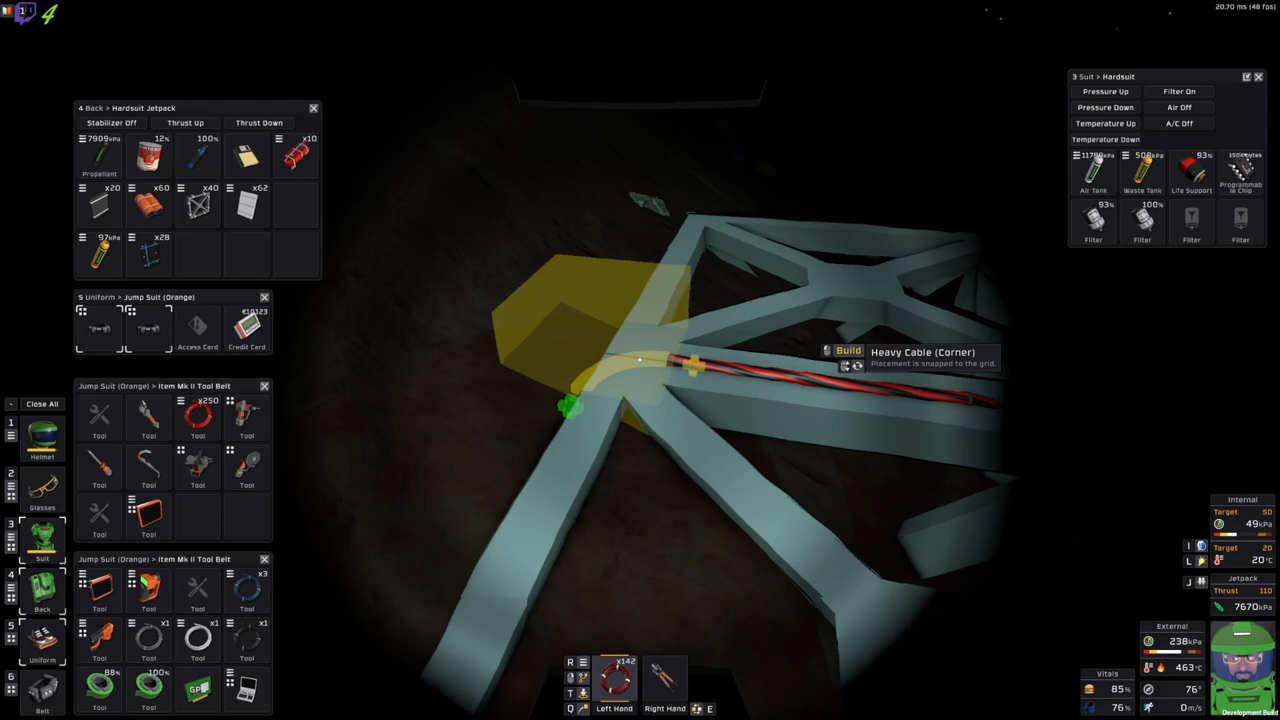 1
20.70 ms (48 fps)
4 Back > Hardsuit Jetpack
Stabilizer Off Thrust Up Thrust Down
7909kPa 12% 100% x10
Propellant
x20 x60 x40 x62
97kPa x28
5 Uniform > Jump Suit (Orange)
€10123
Access Card Credit Card
Jump Suit (Orange) > Item Mk II Tool Belt
x250
Tool Tool Tool Tool
Tool Tool Tool Tool
Tool Tool
Jump Suit (Orange) > Item Mk II Tool Belt
x3
Tool Tool Tool Tool
x1 x1 x1
Tool Tool Tool Tool
88% 100% GPS
Tool Tool Tool Tool
- Close All
1
Helmet
2
Glasses
3
Suit
4
Back
5
Uniform
6
Belt
Build
Heavy Cable (Corner)
Placement is snapped to the grid.
3 Suit > Hardsuit
Pressure Up Filter On
Pressure Down Air Off
Temperature Up A/C Off
Temperature Down
508kPa 93%
Air Tank Waste Tank Life Support Programmable Chip
93% 100%
Filter Filter Filter Filter
R
T
Q
x142
Left Hand Right Hand
E
Internal
Target 50
49kPa
Target 20
20°C
I
L
J
Jetpack
Thrust 110
7670kPa
External
238kPa
463°C
Vitals
85%
76%
76°
0m/s
Development Build